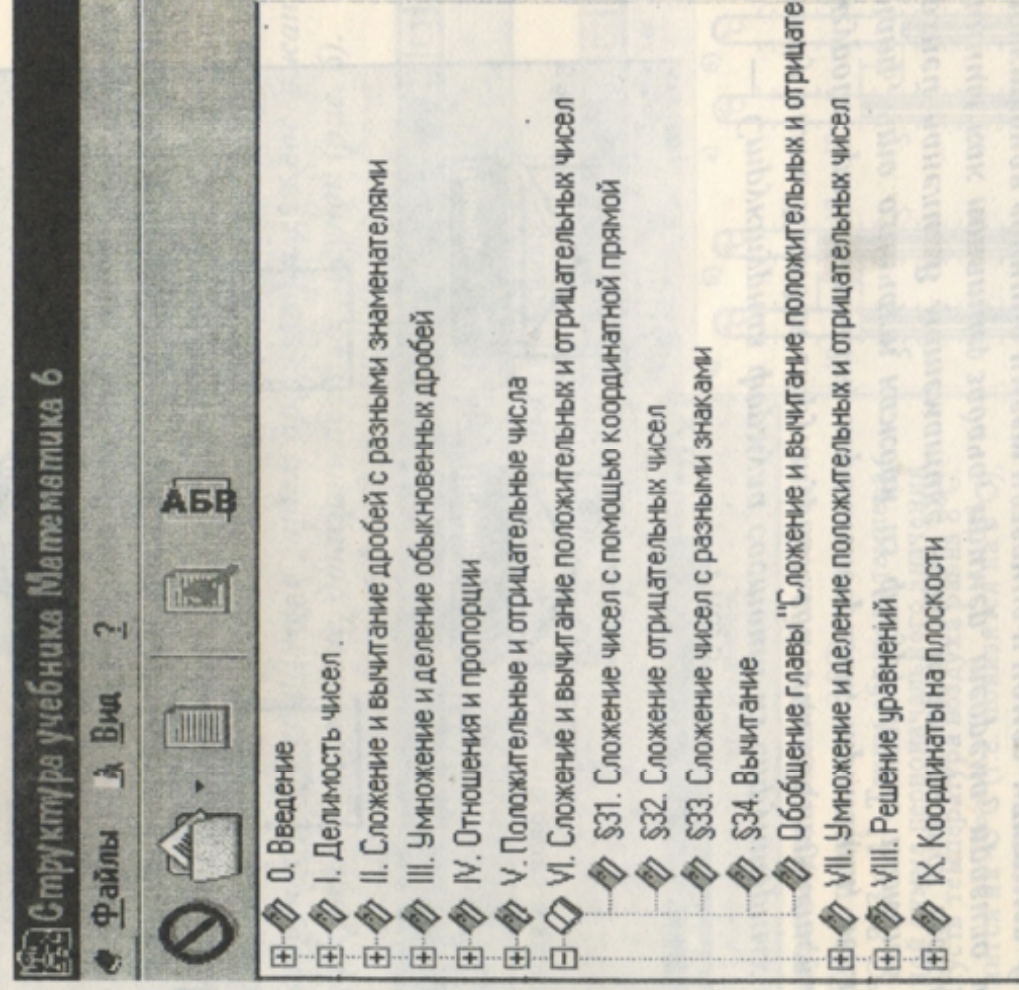 Структура учебника Математика 6
Файлы А Вид ?
АБВ
0. Введение
I. Делимость чисел
II. Сложение и вычитание дробей с разными знаменателями
III. Умножение и деление обыкновенных дробей
IV. Отношения и пропорции
V. Положительные и отрицательные числа
VI. Сложение и вычитание положительных и отрицательных чисел
§31. Сложение чисел с помощью координатной прямой
§32. Сложение отрицательных чисел
§33. Сложение чисел с разными знаками
§34. Вычитание
Обобщение главы "Сложение и вычитание положительных и отрицате
VII. Умножение и деление положительных и отрицательных чисел
VIII. Решение уравнений
IX. Координаты на плоскости